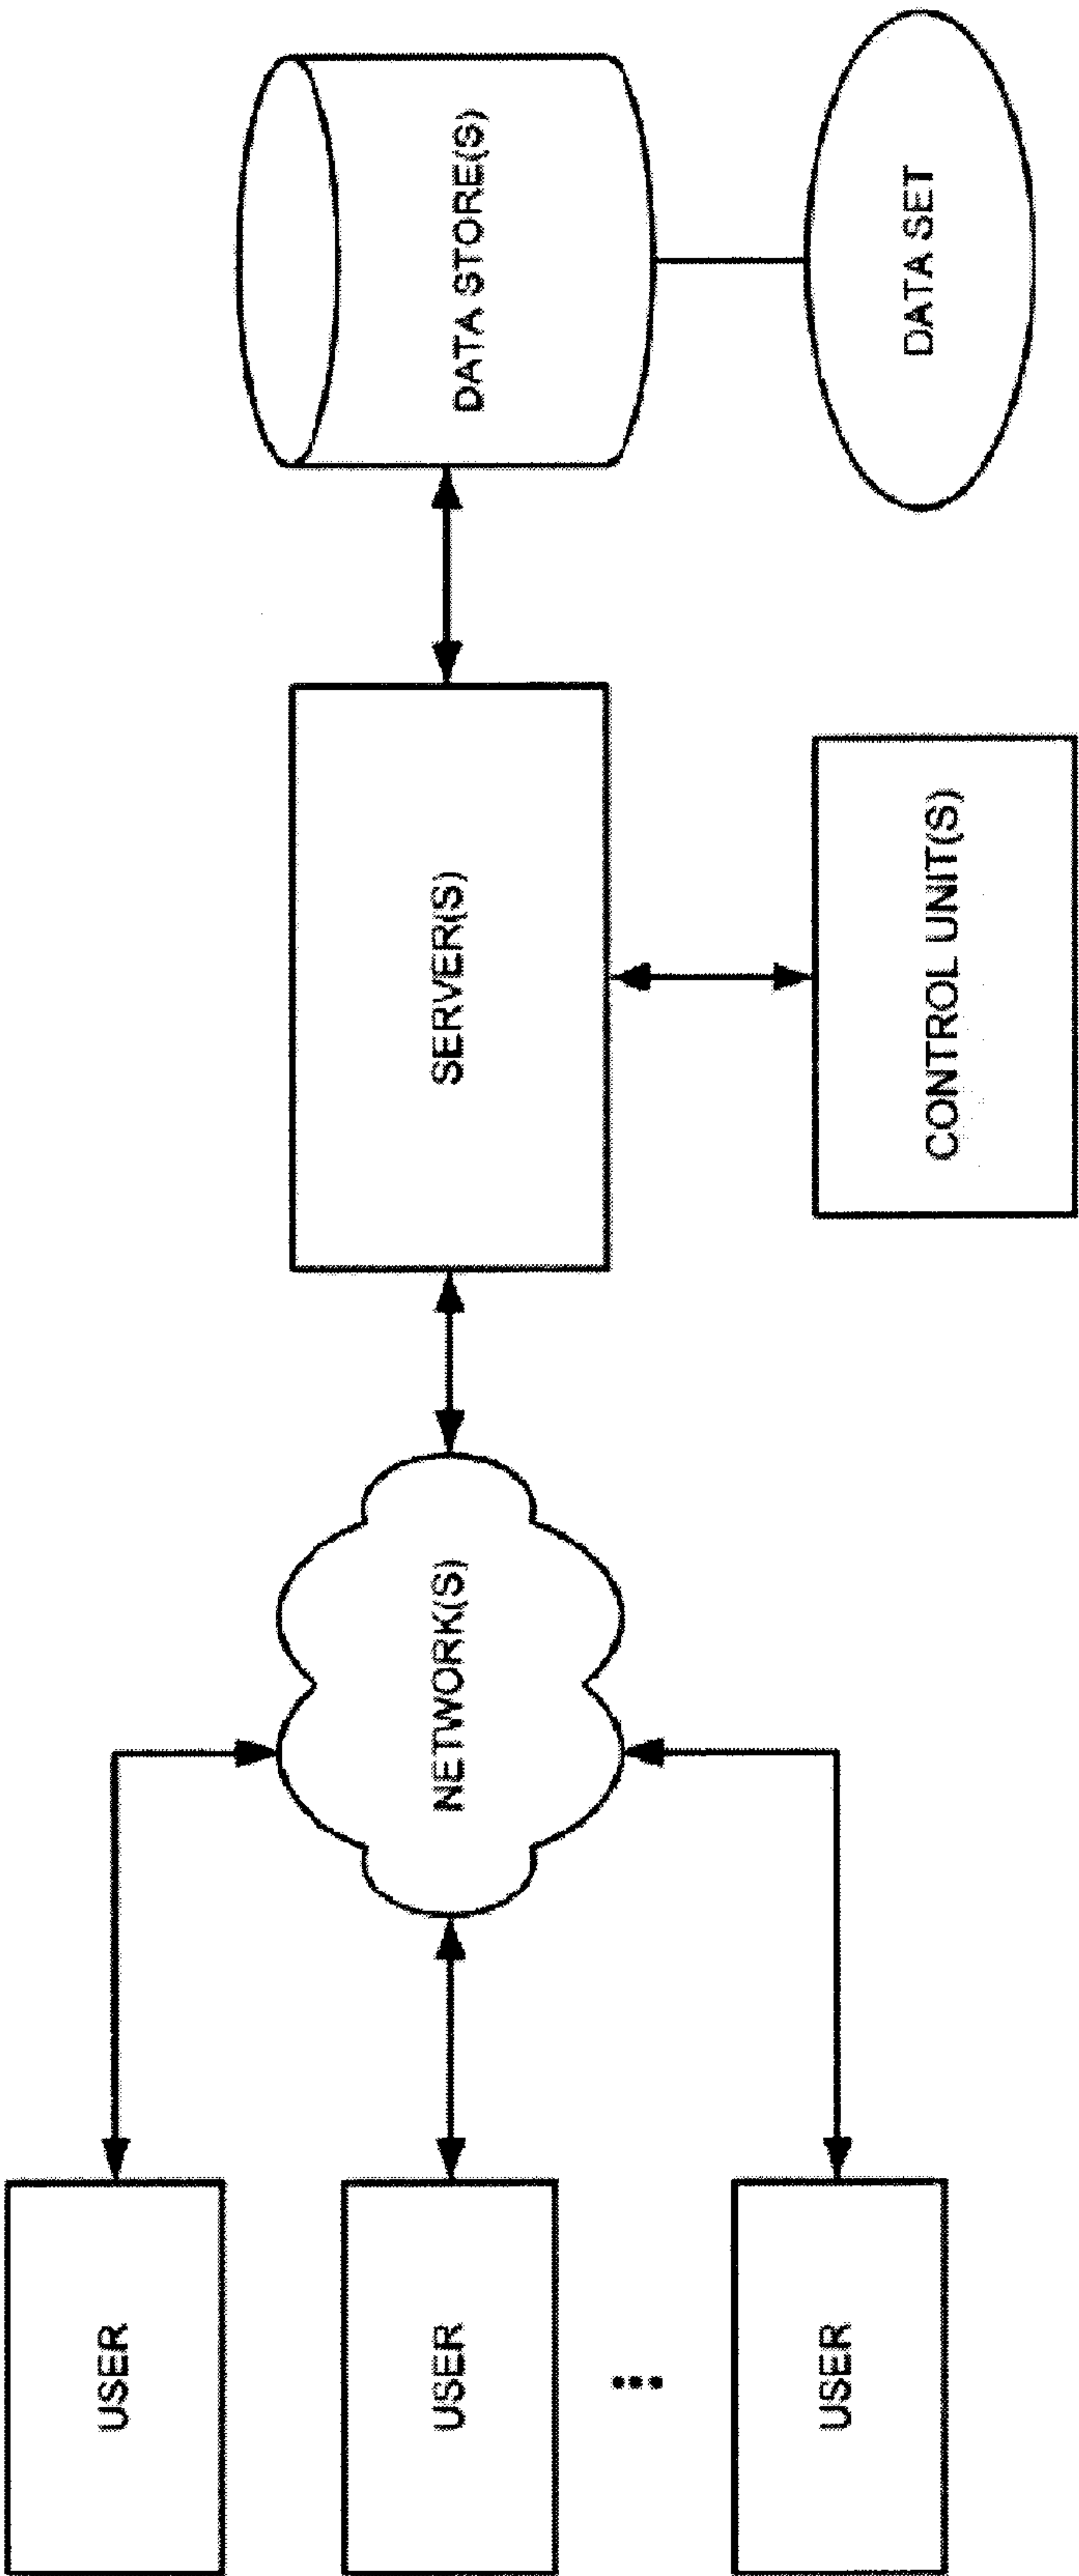 USER
USER
...
USER
NETWORK(S)
SERVER(S)
CONTROL UNIT(S)
DATA STORE(S)
DATA SET